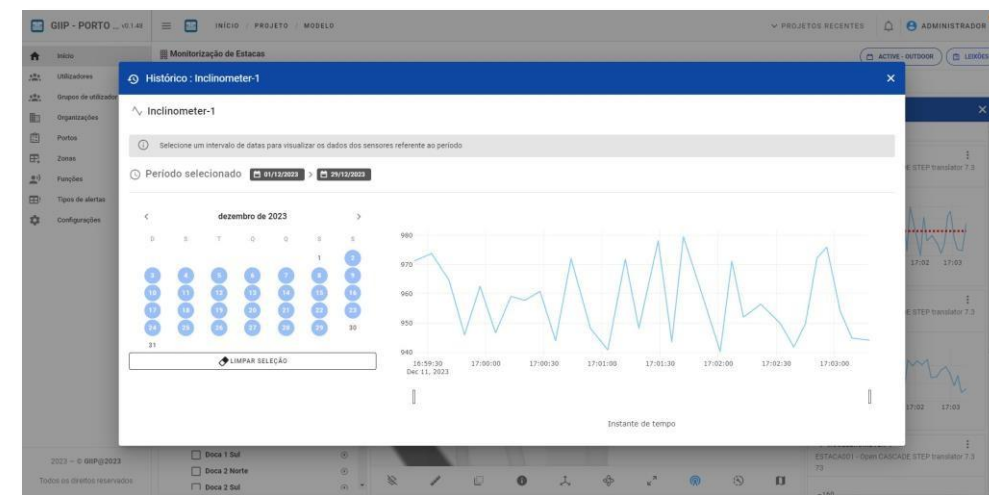 GIIP - PORTO ... v0.1.48
INÍCIO / PROJETO / MODELO
PROJETOS RECENTES
ADMINISTRADOR
Início
Utilizadores
Grupos de utilizador
Organizações
Portos
Zonas
Funções
Tipos de alertas
Configurações
Monitorização de Estacas
ACTIVE - OUTDOOR
LEIXÕES
Histórico : Inclinometer-1
Inclinometer-1
Selecione um intervalo de datas para visualizar os dados dos sensores referente ao período
Período selecionado 01/12/2023 > 29/12/2023
dezembro de 2023
D S T Q Q S S
1 2
3 4 5 6 7 8 9
10 11 12 13 14 15 16
17 18 19 20 21 22 23
24 25 26 27 28 29 30
31
LIMPAR SELEÇÃO
980
970
960
950
940
16:59:30 17:00:00 17:00:30 17:01:00 17:01:30 17:02:00 17:02:30 17:03:00
Dec 11, 2023
Instante de tempo
E STEP translator 7.3
17:02 17:03
E STEP translator 7.3
17:02 17:03
ESTACA001 - Open CASCADE STEP translator 7.3
73
-160
Doca 1 Sul
Doca 2 Norte
Doca 2 Sul
2023 — © GIIP@2023
Todos os direitos reservados